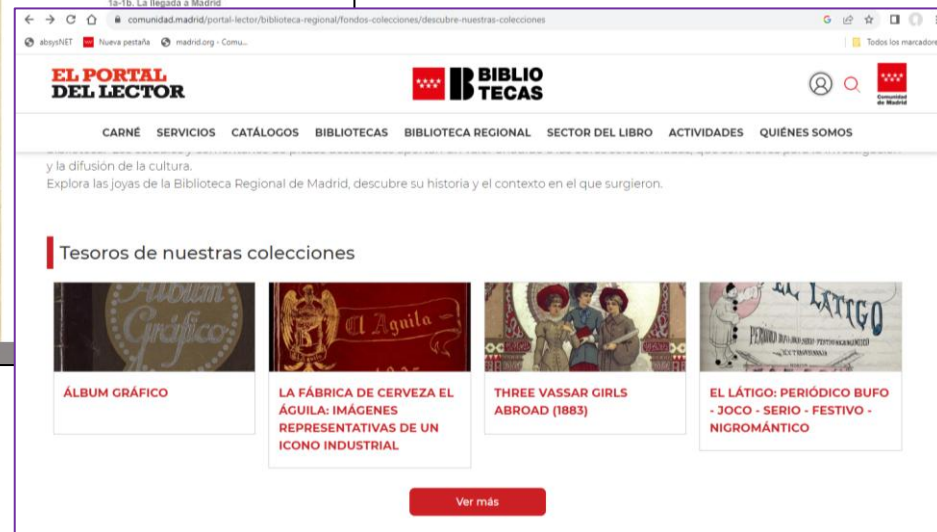 1a-1b. La llegada a Madrid
comunidad.madrid/portal-lector/biblioteca-regional/fondos-colecciones/descubre-nuestras-colecciones
absysNET Nueva pestaña madrid.org - Comu... Todos los marcadores
EL PORTAL
DEL LECTOR
BIBLIO
TECAS
Comunidad
de Madrid
CARNÉ SERVICIOS CATÁLOGOS BIBLIOTECAS BIBLIOTECA REGIONAL SECTOR DEL LIBRO ACTIVIDADES QUIÉNES SOMOS
y la difusión de la cultura.
Explora las joyas de la Biblioteca Regional de Madrid, descubre su historia y el contexto en el que surgieron.
Tesoros de nuestras colecciones
Album
Gráfico
El Aguila
EL LATIGO
ÁLBUM GRÁFICO
LA FÁBRICA DE CERVEZA EL
ÁGUILA: IMÁGENES
REPRESENTATIVAS DE UN
ICONO INDUSTRIAL
THREE VASSAR GIRLS
ABROAD (1883)
EL LÁTIGO: PERIÓDICO BUFO
- JOCO - SERIO - FESTIVO -
NIGROMÁNTICO
Ver más